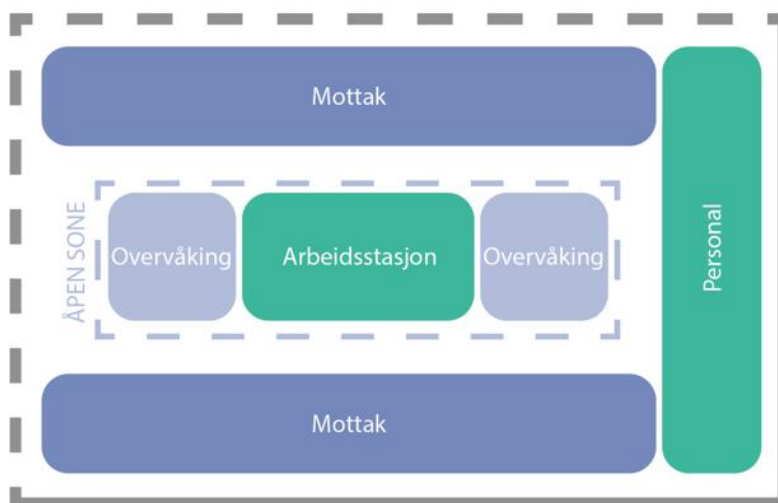 Mottak
ÅPEN SONE
Overvåking
Arbeidsstasjon
Overvåking
Personal
Mottak